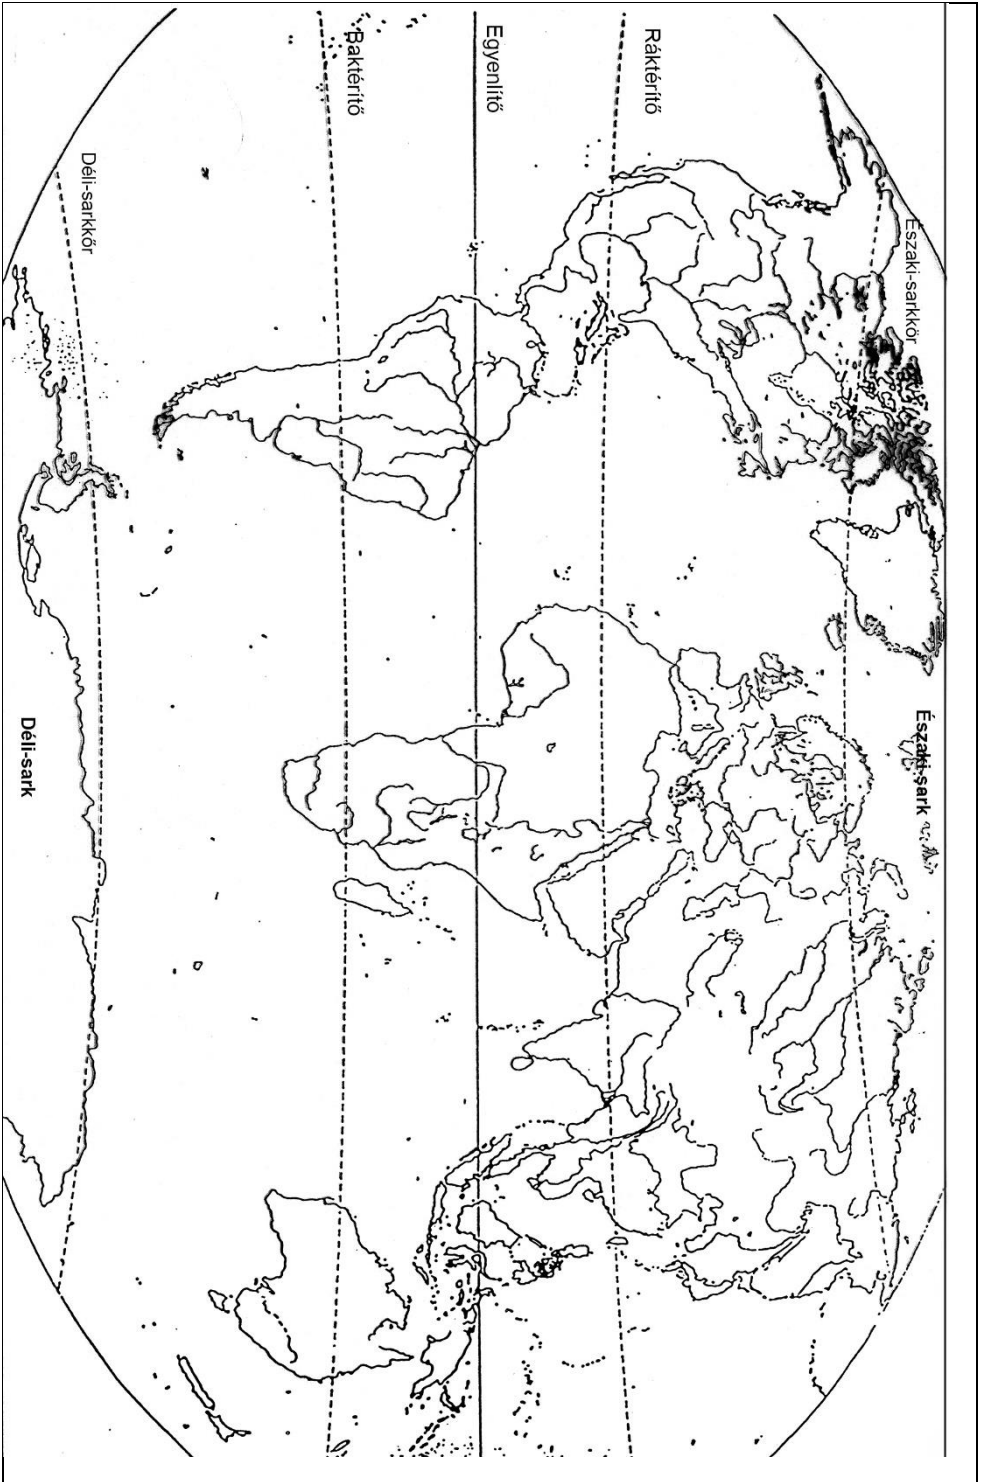 Északi-sark
Északi-sarkkör
Ráktérítő
Egyenlítő
Baktérítő
Déli-sarkkör
Déli-sark